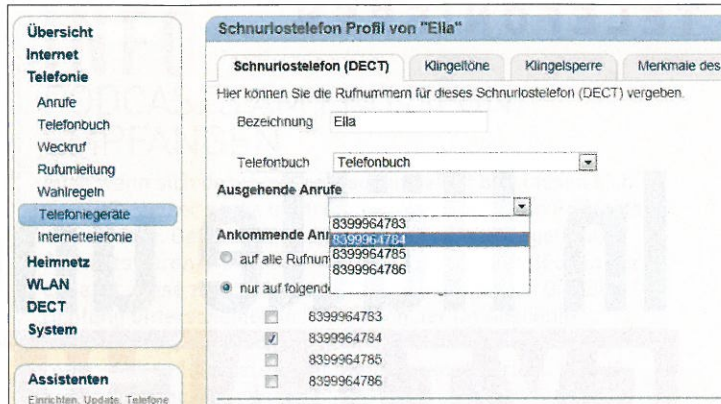 Übersicht
Internet
Telefonie
Anrufe
Telefonbuch
Weckruf
Rufumleitung
Wahlregeln
Telefoniegeräte
Internettelefonie
Heimnetz
WLAN
DECT
System
Assistenten
Einrichten, Update, Telefone
Schnurlostelefon Profil von "Ella"
Schnurlostelefon (DECT) Klingeltöne Klingelsperre Merkmale des
Hier können Sie die Rufnummern für dieses Schnurlostelefon (DECT) vergeben.
Bezeichnung Ella
Telefonbuch Telefonbuch
Ausgehende Anrufe
8399964783
8399964784
8399964785
8399964786
Ankommende Anr
auf alle Rufnum
nur auf folgend
8399964783
8399964784
8399964785
8399964786